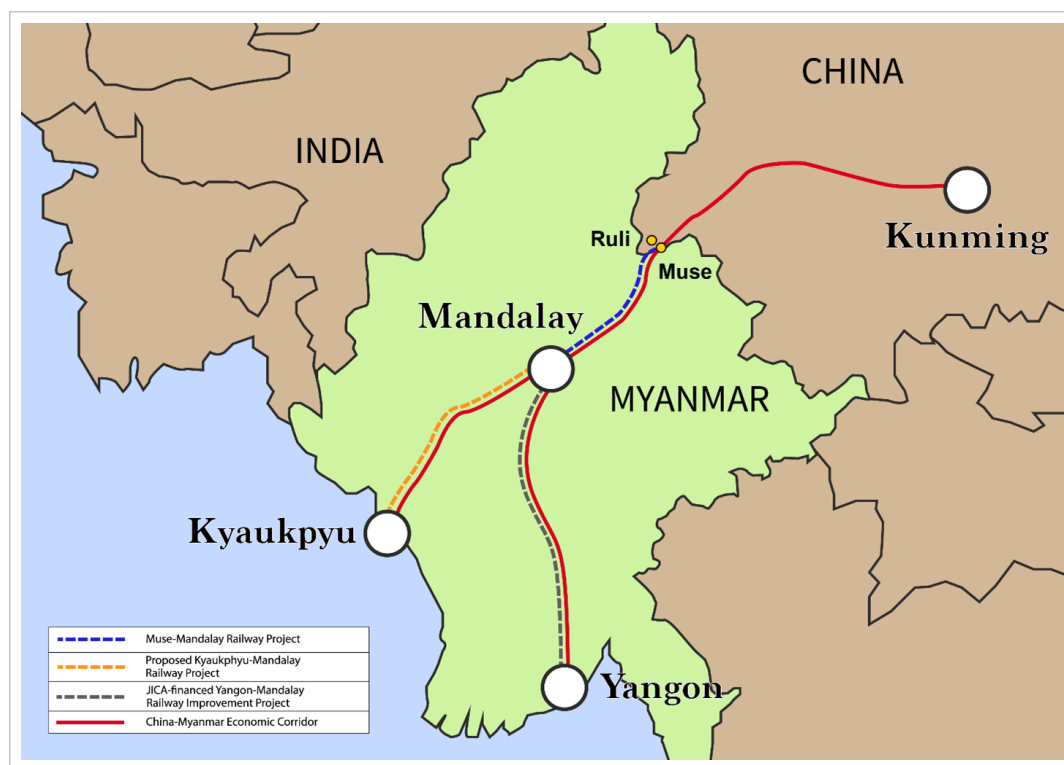 CHINA
INDIA
Kunming
Ruli
Muse
Mandalay
MYANMAR
Kyaukpyu
Yangon
Muse-Mandalay Railway Project
Proposed Kyaukphyu-Mandalay
Railway Project
JICA-financed Yangon-Mandalay
Railway Improvement Project
China-Myanmar Economic Corridor